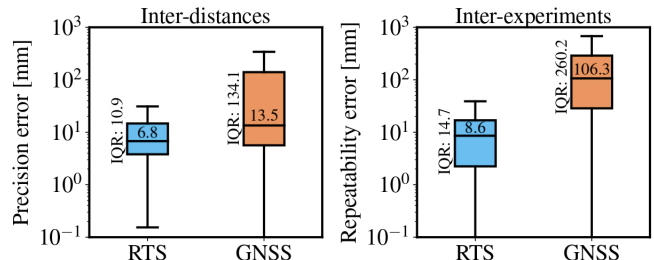 Inter-distances
Precision error [mm]
10³
10²
10¹
10⁰
10⁻¹
IQR: 10.9
6.8
IQR: 134.1
13.5
RTS
GNSS
Inter-experiments
Repeatability error [mm]
10³
10²
10¹
10⁰
10⁻¹
IQR: 14.7
8.6
IQR: 260.2
106.3
RTS
GNSS